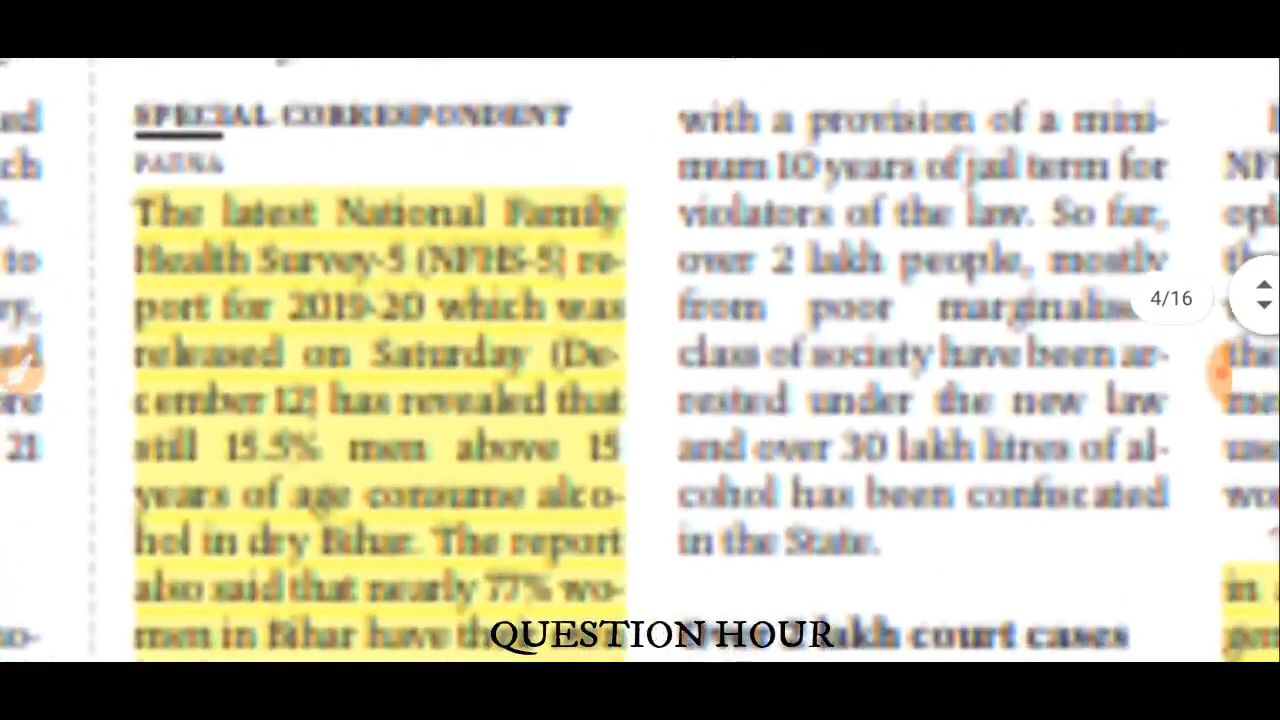 SPECIAL CORRESPONDENT
PATNA
The latest National Family
Health Survey-5 (NFHS-5) re-
port for 2019-20 which was
released on Saturday (De-
cember 12) has revealed that
still 15.5% men above 15
years of age consume alco-
hol in dry Bihar. The report
also said that nearly 77% wo-
men in Bihar have
with a provision of a mini-
mum 10 years of jail term for
violators of the law. So far,
over 2 lakh people, mostly
from poor
class of society have been ar-
rested under the new law
and over 30 lakh litres of al-
cohol has been confiscated
in the State.
lakh court cases
to
21
in
4/16
QUESTION HOUR